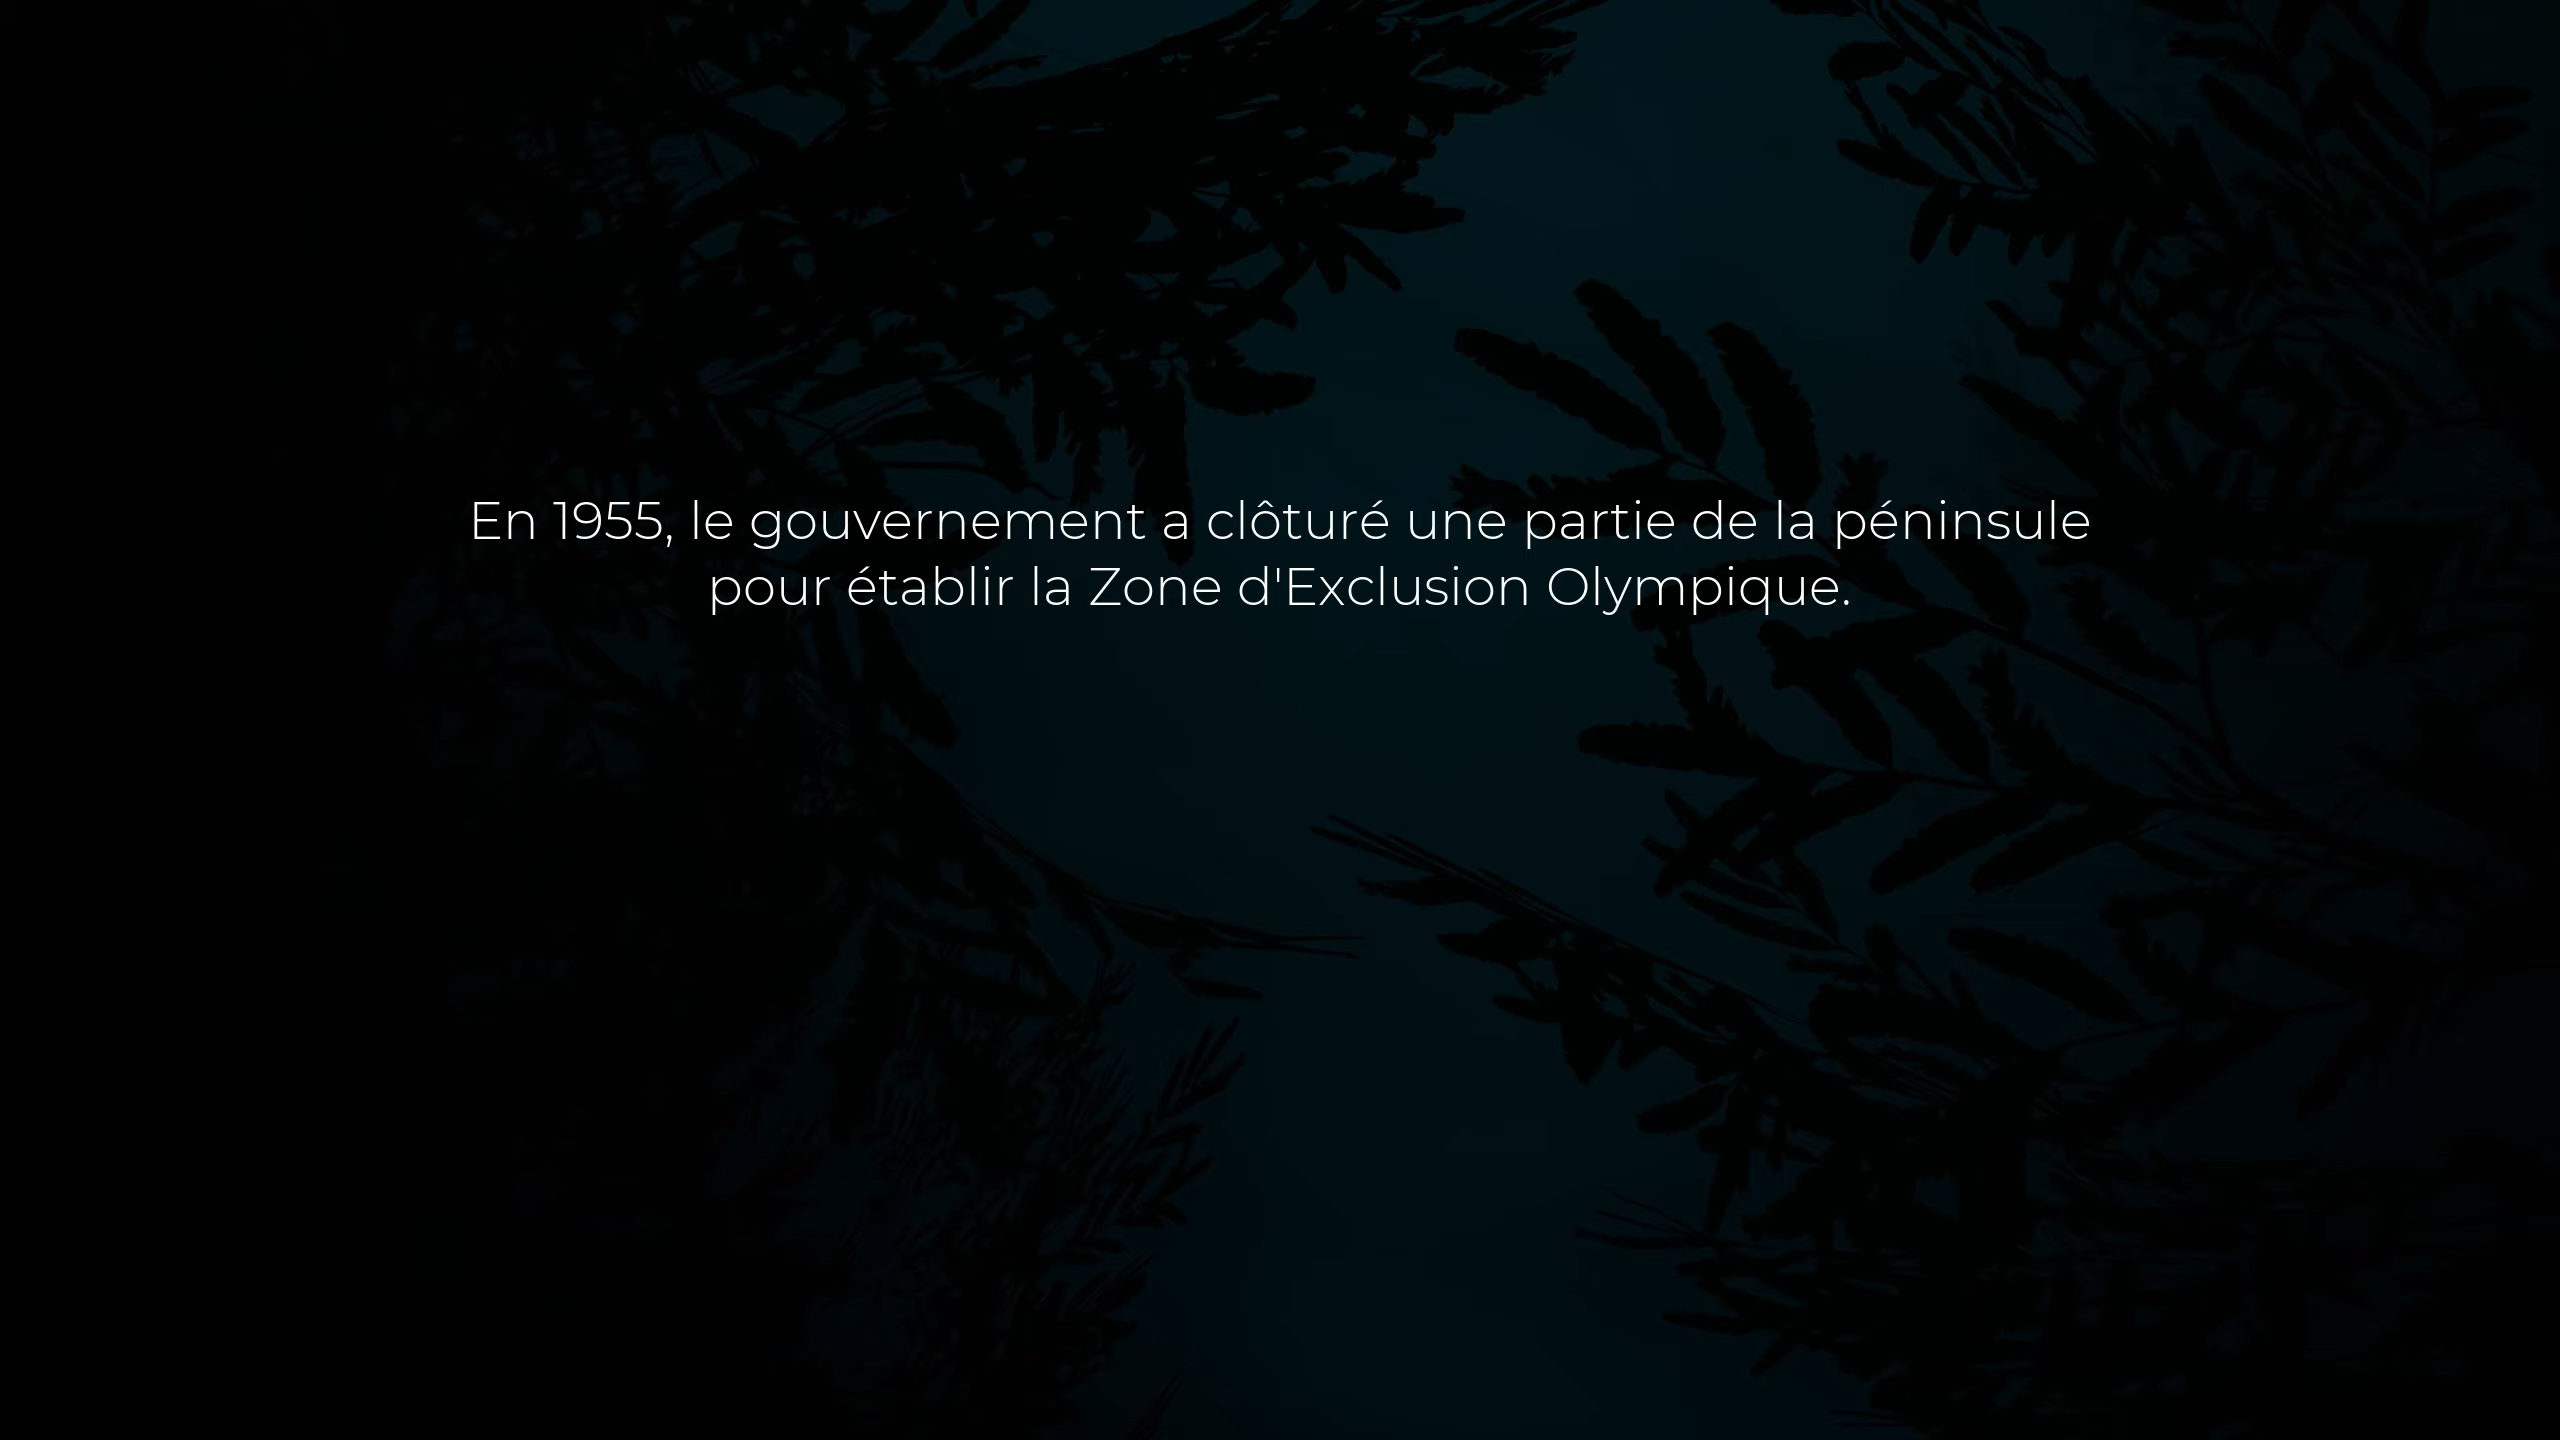 En 1955, le gouvernement a clôturé une partie de la péninsule
pour établir la Zone d'Exclusion Olympique.